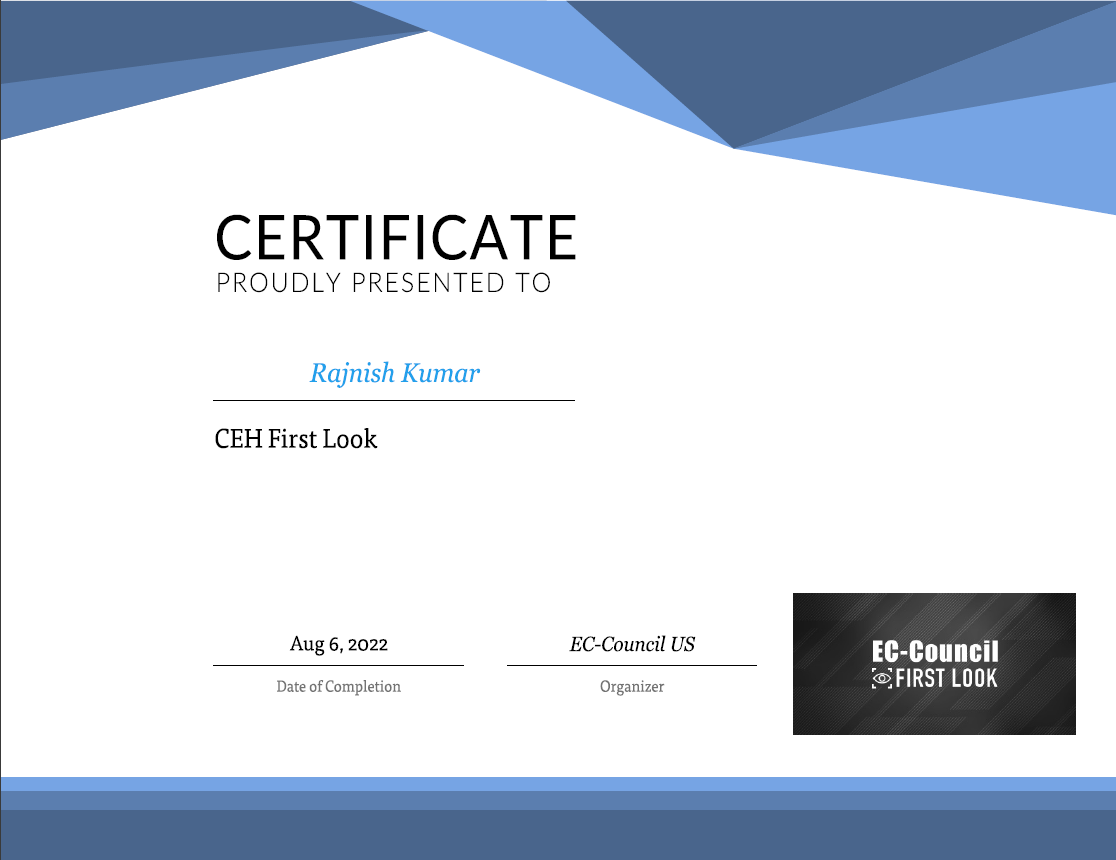 CERTIFICATE
PROUDLY PRESENTED TO
Rajnish Kumar
CEH First Look
Aug 6, 2022
Date of Completion
EC-Council US
Organizer
EC-Council
FIRST LOOK